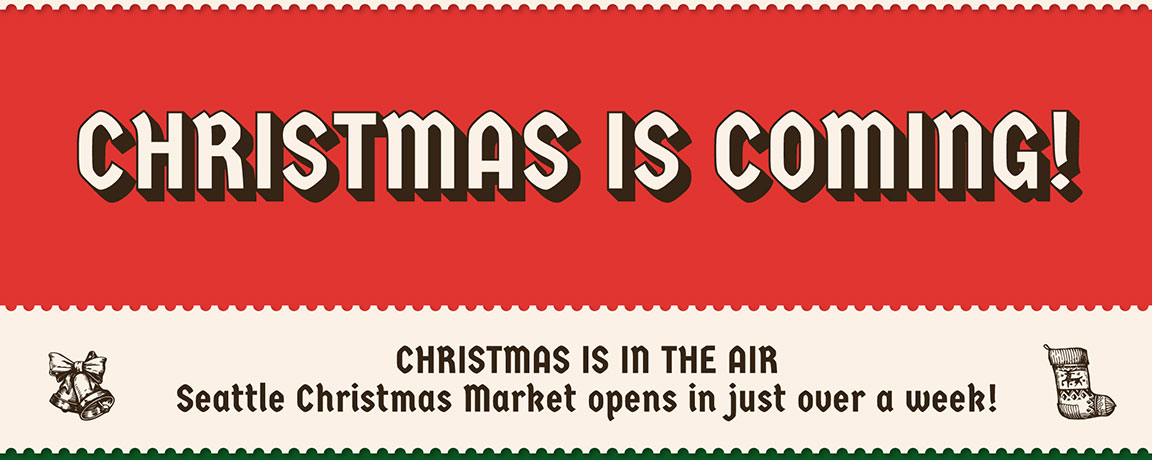 CHRISTMAS IS COMING!
CHRISTMAS IS IN THE AIR
Seattle Christmas Market opens in just over a week!